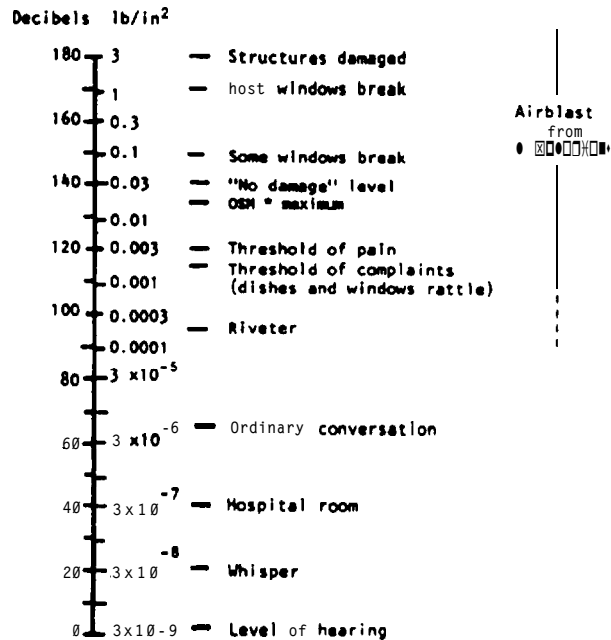 Decibels lb/in²
180 3 Structures damaged
1 host windows break
160 0.3
0.1 Some windows break
140 0.03 "No damage" level
OSM * maximum
0.01
120 0.003 Threshold of pain
0.001 Threshold of complaints
(dishes and windows rattle)
100 0.0003
Riveter
0.0001
80 3 x10⁻⁵
60 3 x10⁻⁶ Ordinary conversation
40 3x10⁻⁷ Hospital room
20 3x10⁻⁸ Whisper
0 3x10-9 Level of hearing
Airblast
from